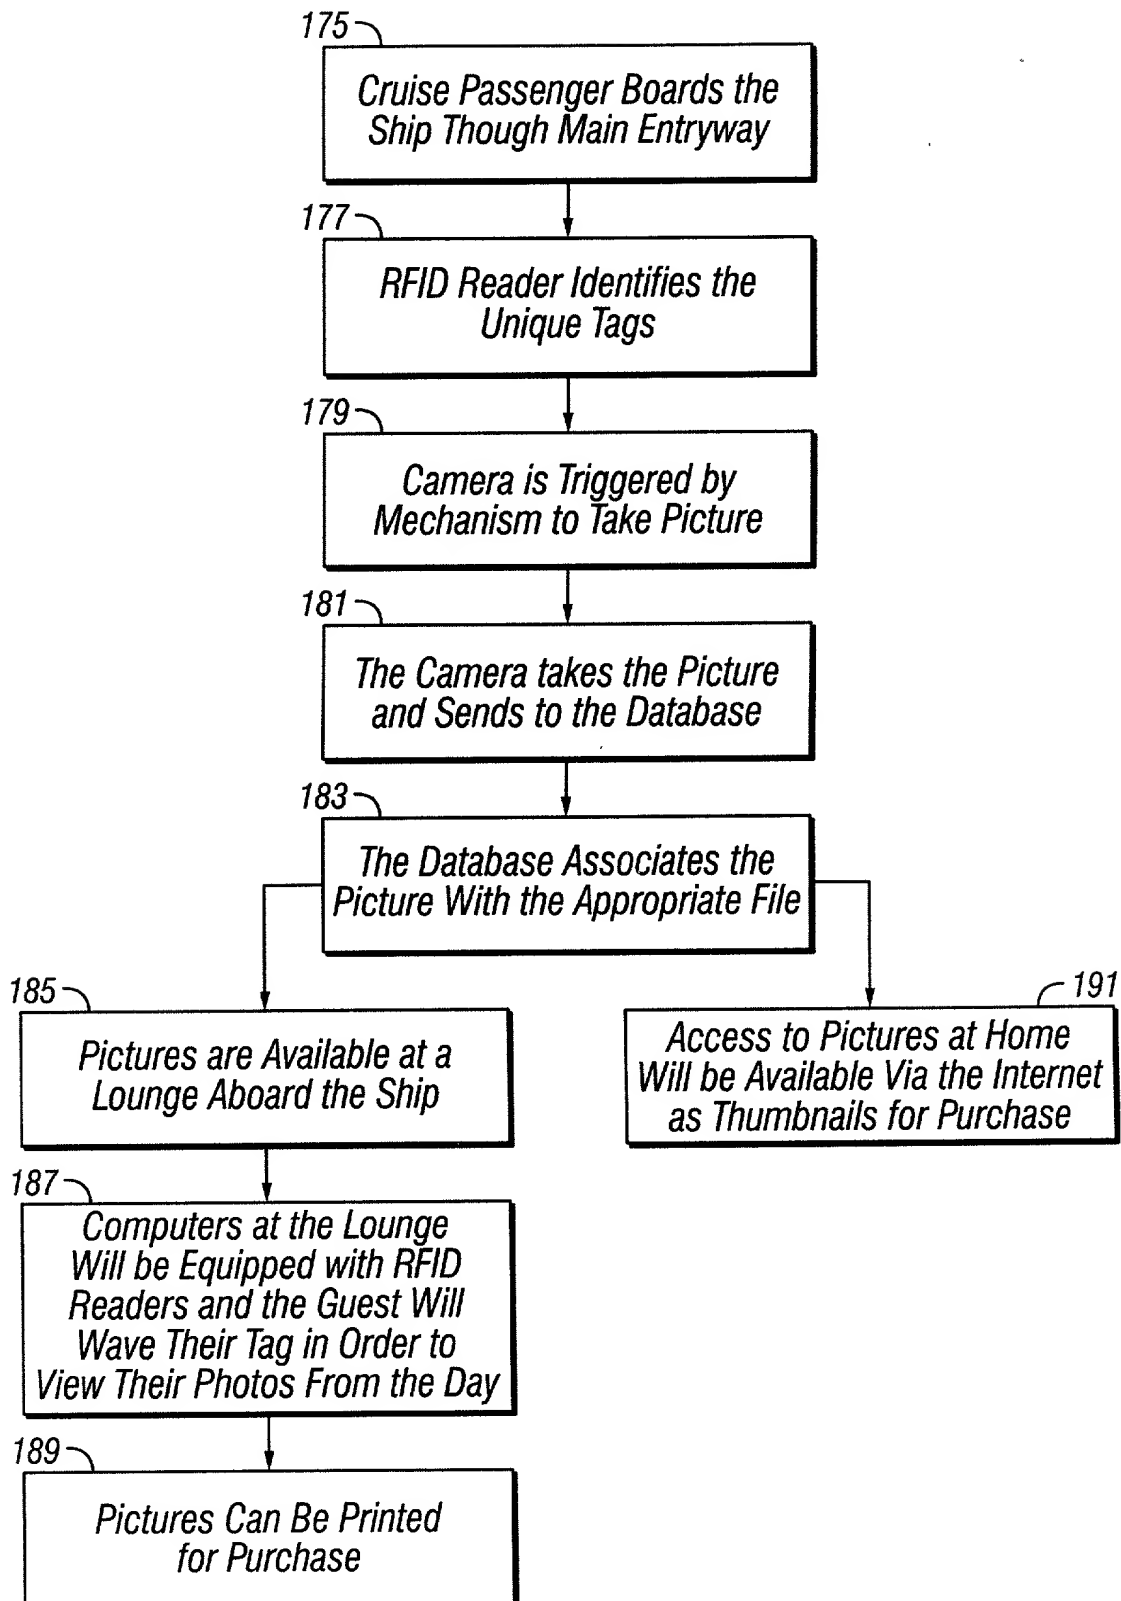 175
Cruise Passenger Boards the
Ship Though Main Entryway
177
RFID Reader Identifies the
Unique Tags
179
Camera is Triggered by
Mechanism to Take Picture
181
The Camera takes the Picture
and Sends to the Database
183
The Database Associates the
Picture With the Appropriate File
185
Pictures are Available at a
Lounge Aboard the Ship
191
Access to Pictures at Home
Will be Available Via the Internet
as Thumbnails for Purchase
187
Computers at the Lounge
Will be Equipped with RFID
Readers and the Guest Will
Wave Their Tag in Order to
View Their Photos From the Day
189
Pictures Can Be Printed
for Purchase